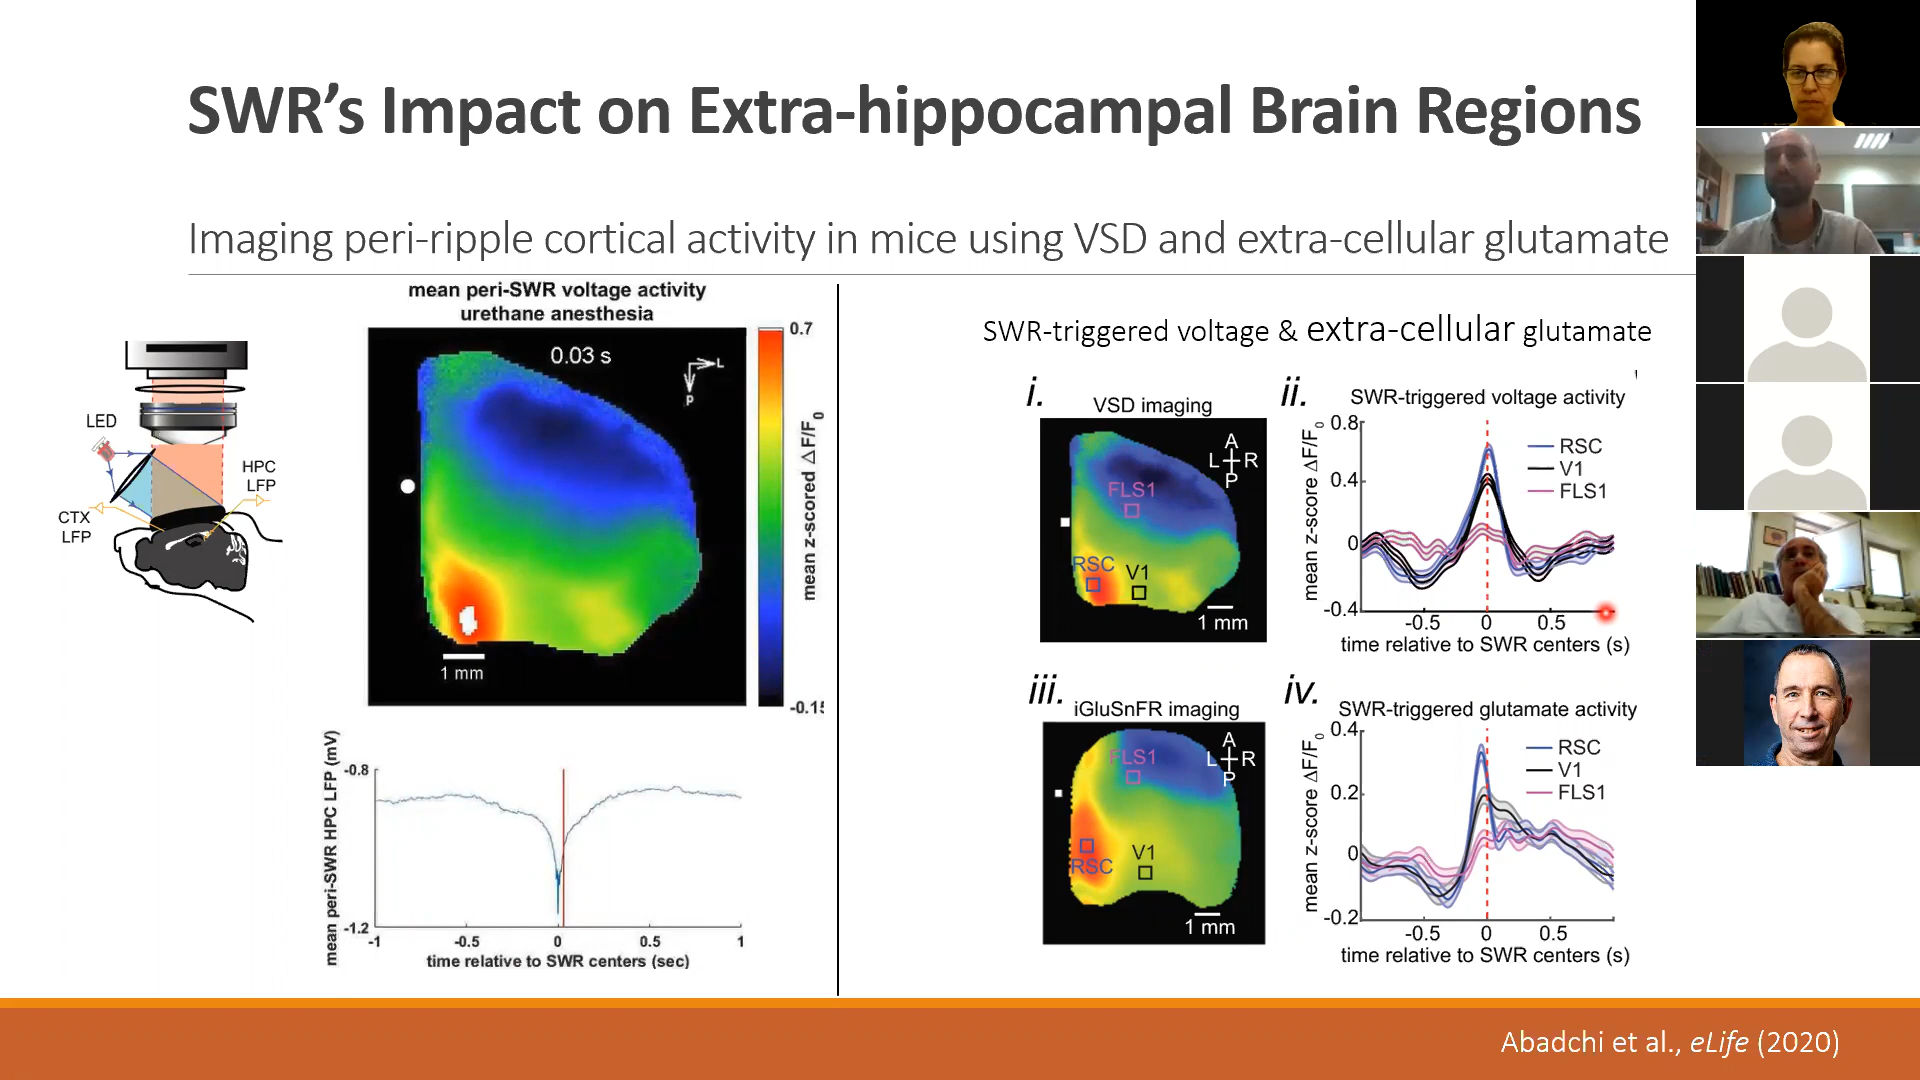 SWR's Impact on Extra-hippocampal Brain Regions
Imaging peri-ripple cortical activity in mice using VSD and extra-cellular glutamate
mean peri-SWR voltage activity
urethane anesthesia
0.03 s
L
P
1 mm
0.7
-0.15
mean z-scored ΔF/F0
LED
HPC
LFP
CTX
LFP
mean peri-SWR HPC LFP (mV)
-0.8
-1.2
-1 -0.5 0 0.5 1
time relative to SWR centers (sec)
SWR-triggered voltage & extra-cellular glutamate
i.
VSD imaging
A
L R
P
FLS1
RSC
V1
1 mm
ii.
SWR-triggered voltage activity
mean z-score ΔF/F0
0.8
0.4
0
-0.4
RSC
V1
FLS1
-0.5 0 0.5
time relative to SWR centers (s)
iii.
iGluSnFR imaging
A
L R
P
FLS1
RSC
V1
1 mm
iv.
SWR-triggered glutamate activity
mean z-score ΔF/F0
0.4
0.2
0
-0.2
RSC
V1
FLS1
-0.5 0 0.5
time relative to SWR centers (s)
Abadchi et al., eLife (2020)